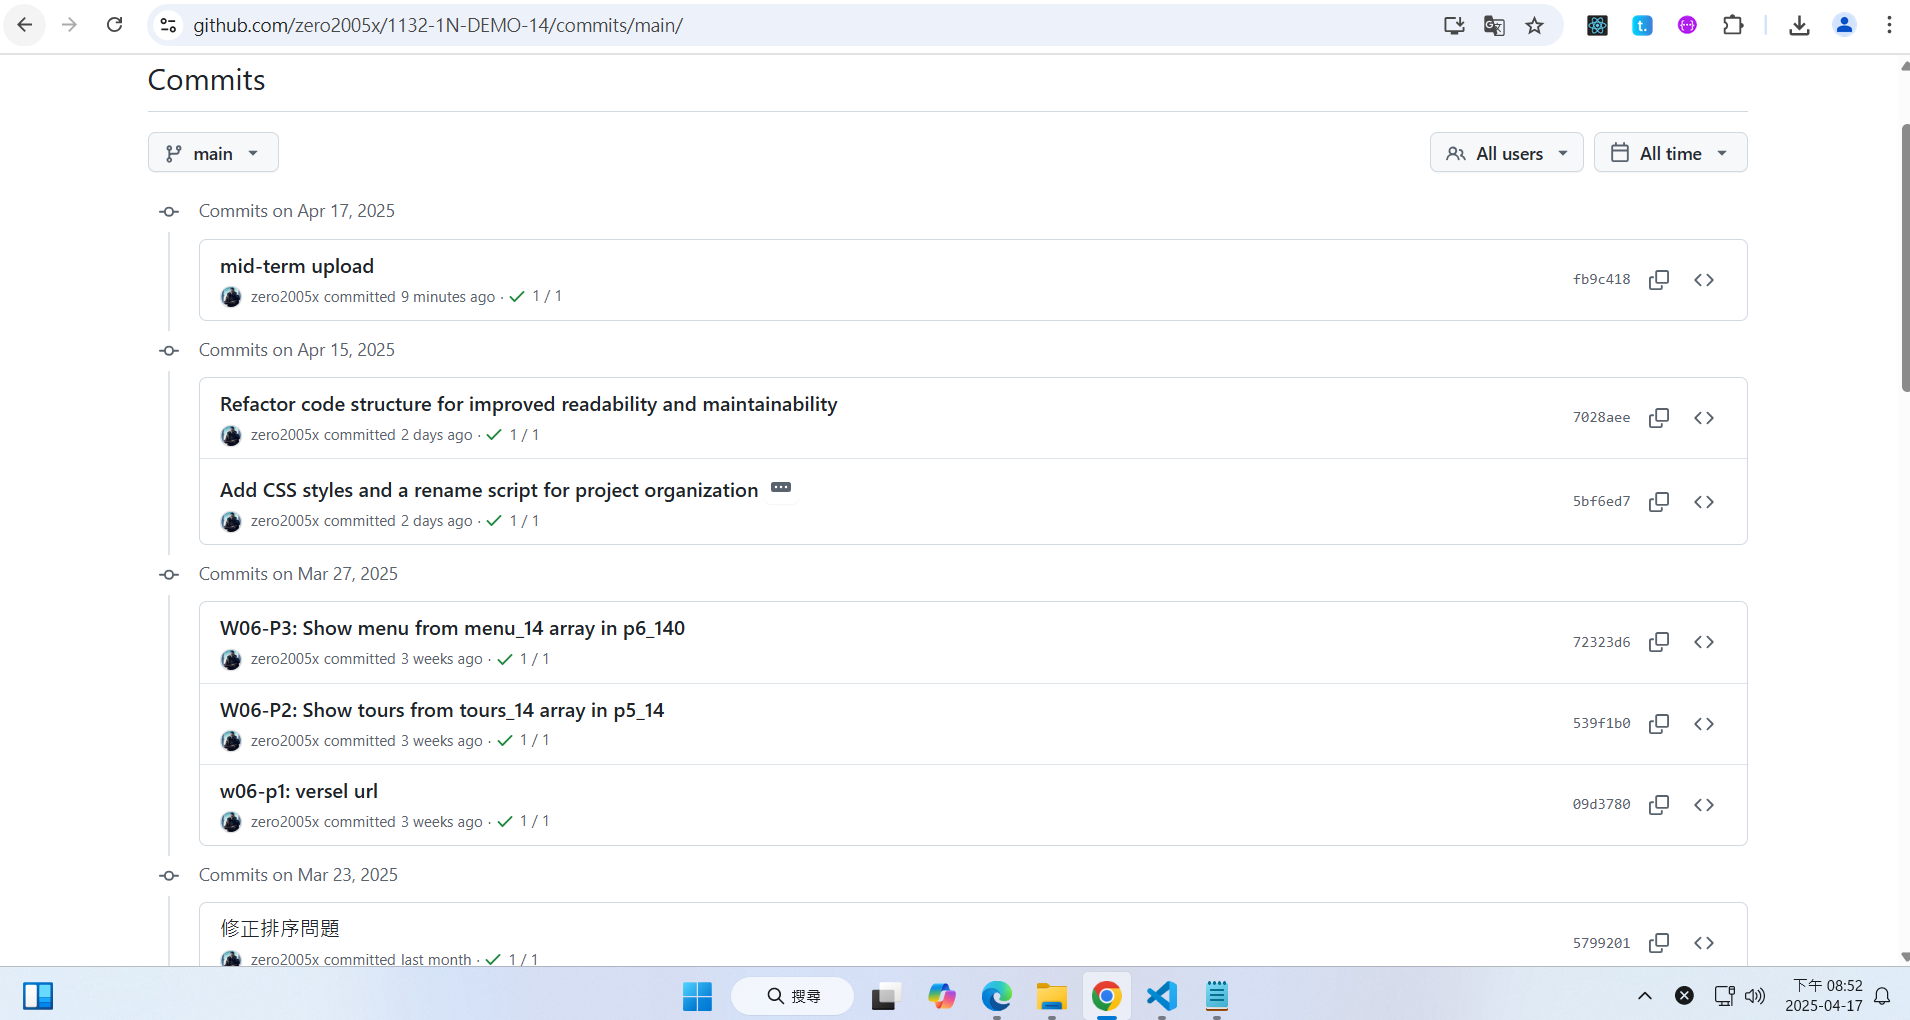 github.com/zero2005x/1132-1N-DEMO-14/commits/main/
Commits
main
All users
All time
Commits on Apr 17, 2025
mid-term upload
fb9c418
zero2005x committed 9 minutes ago · ✓ 1 / 1
Commits on Apr 15, 2025
Refactor code structure for improved readability and maintainability
7028aee
zero2005x committed 2 days ago · ✓ 1 / 1
Add CSS styles and a rename script for project organization
5bf6ed7
zero2005x committed 2 days ago · ✓ 1 / 1
Commits on Mar 27, 2025
W06-P3: Show menu from menu_14 array in p6_140
72323d6
zero2005x committed 3 weeks ago · ✓ 1 / 1
W06-P2: Show tours from tours_14 array in p5_14
539f1b0
zero2005x committed 3 weeks ago · ✓ 1 / 1
w06-p1: versel url
09d3780
zero2005x committed 3 weeks ago · ✓ 1 / 1
Commits on Mar 23, 2025
修正排序問題
5799201
zero2005x committed last month · ✓ 1 / 1
搜尋
下午 08:52
2025-04-17